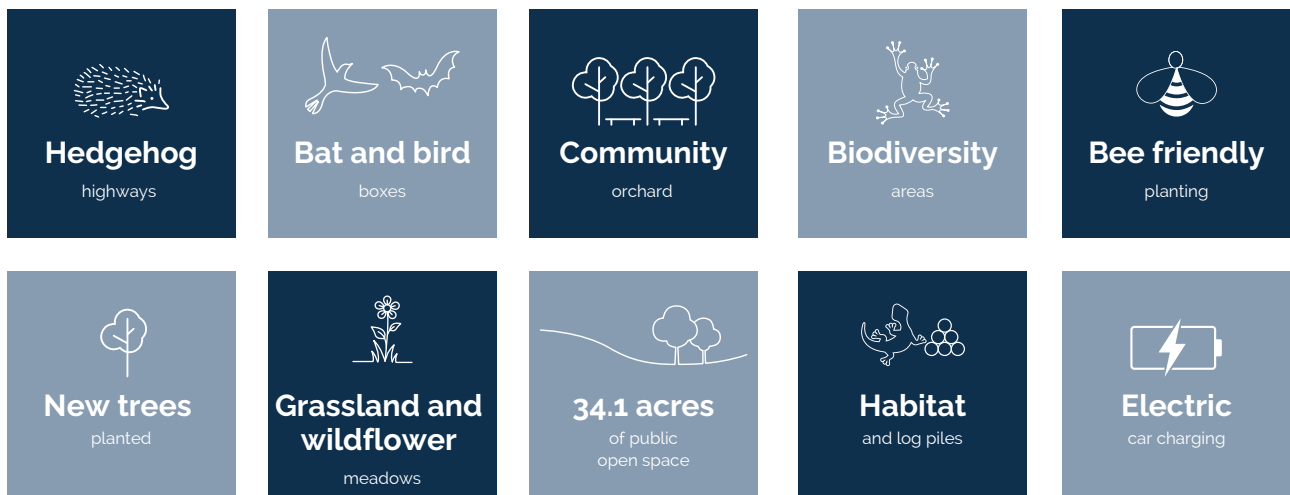 Hedgehog
highways
Bat and bird
boxes
Community
orchard
Biodiversity
areas
Bee friendly
planting
New trees
planted
Grassland and
wildflower
meadows
34.1 acres
of public
open space
Habitat
and log piles
Electric
car charging